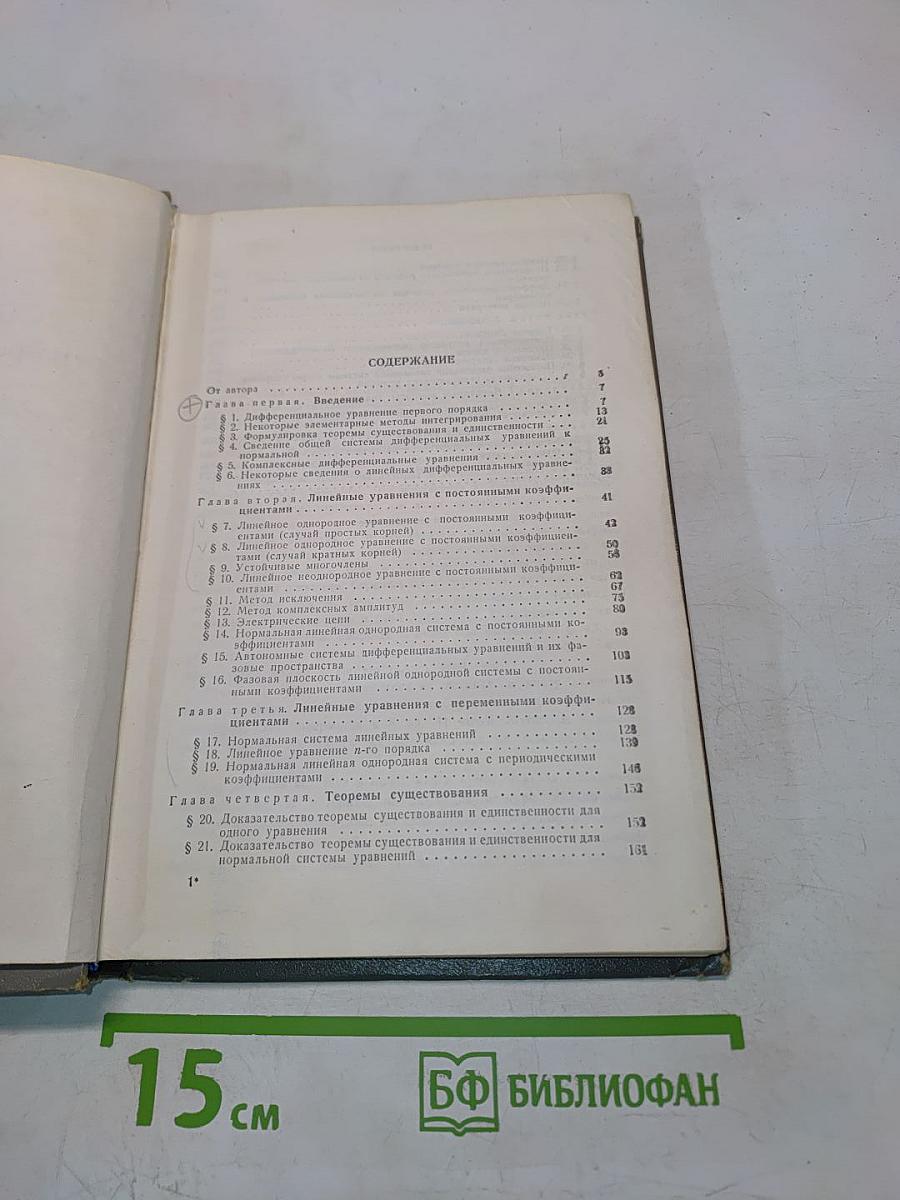 СОДЕРЖАНИЕ
От автора . . . 5
Глава первая. Введение . . . 7
§ 1. Дифференциальное уравнение первого порядка . . . 7
§ 2. Некоторые элементарные методы интегрирования . . . 13
§ 3. Формулировка теоремы существования и единственности . . . 21
§ 4. Сведение общей системы дифференциальных уравнений к
нормальной . . . 25
§ 5. Комплексные дифференциальные уравнения . . . 32
§ 6. Некоторые сведения о линейных дифференциальных уравне-
ниях . . . 38
Глава вторая. Линейные уравнения с постоянными коэффи-
циентами . . . 41
§ 7. Линейное однородное уравнение с постоянными коэффици-
ентами (случай простых корней) . . . 42
§ 8. Линейное однородное уравнение с постоянными коэффициен-
тами (случай кратных корней) . . . 50
§ 9. Устойчивые многочлены . . . 56
§ 10. Линейное неоднородное уравнение с постоянными коэффици-
ентами . . . 62
§ 11. Метод исключения . . . 67
§ 12. Метод комплексных амплитуд . . . 75
§ 13. Электрические цепи . . . 80
§ 14. Нормальная линейная однородная система с постоянными ко-
эффициентами . . . 93
§ 15. Автономные системы дифференциальных уравнений и их фа-
зовые пространства . . . 103
§ 16. Фазовая плоскость линейной однородной системы с постоян-
ными коэффициентами . . . 115
Глава третья. Линейные уравнения с переменными коэффи-
циентами . . . 128
§ 17. Нормальная система линейных уравнений . . . 128
§ 18. Линейное уравнение n-го порядка . . . 139
§ 19. Нормальная линейная однородная система с периодическими
коэффициентами . . . 146
Глава четвертая. Теоремы существования . . . 152
§ 20. Доказательство теоремы существования и единственности для
одного уравнения . . . 152
§ 21. Доказательство теоремы существования и единственности для
нормальной системы уравнений . . . 161
1*
15 см
БФ БИБЛИОФАН